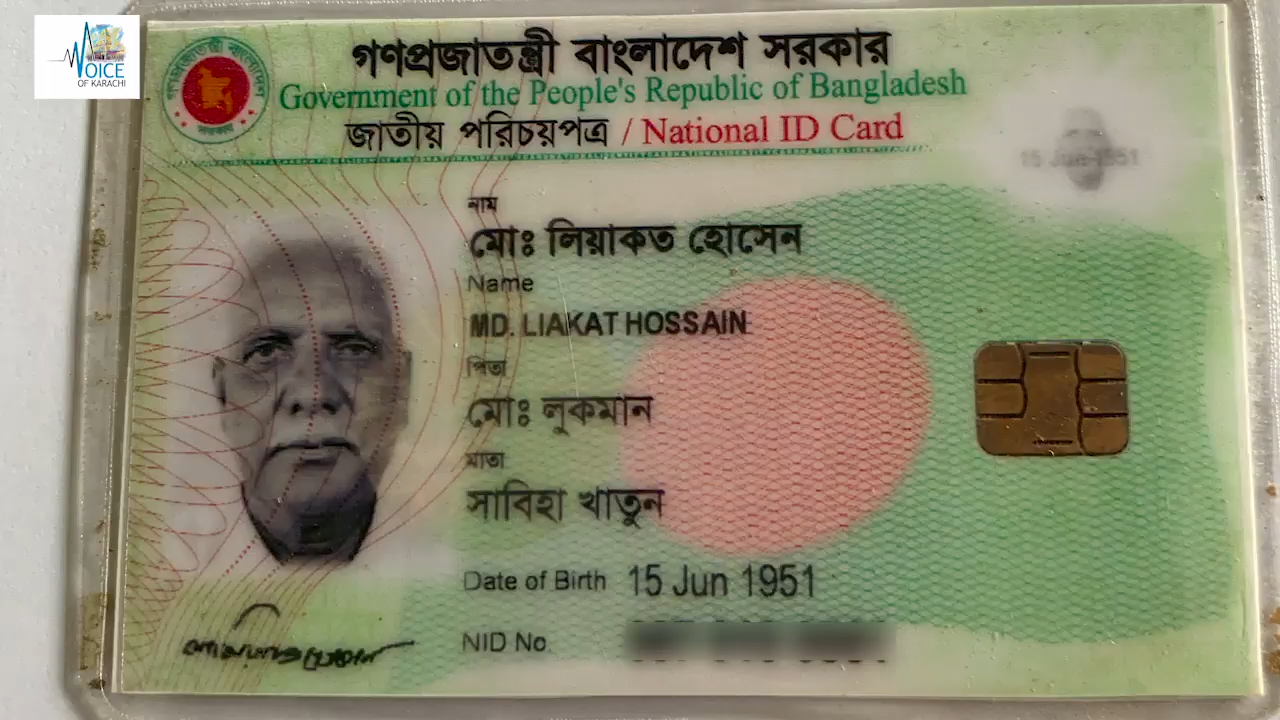 VOICE
OF KARACHI
গণপ্রজাতন্ত্রী বাংলাদেশ সরকার
Government of the People's Republic of Bangladesh
জাতীয় পরিচয়পত্র / National ID Card
15 Jun 1951
নাম
মোঃ লিয়াকত হোসেন
Name
MD. LIAKAT HOSSAIN
পিতা
মোঃ লুকমান
মাতা
সাবিহা খাতুন
Date of Birth 15 Jun 1951
NID No.